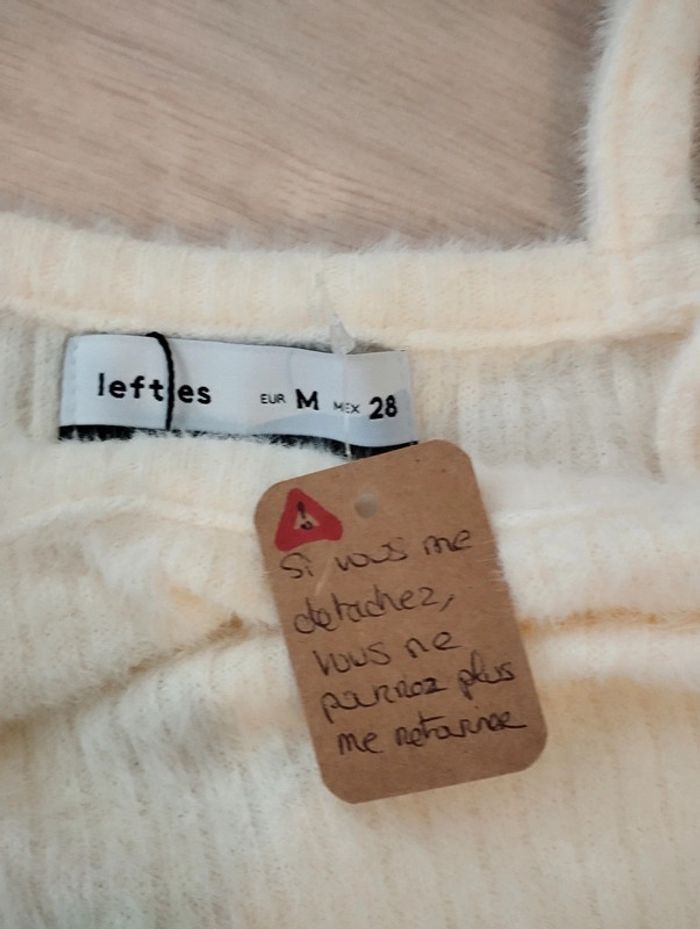 lefties EUR M MEX 28
!
Si vous me
detachez,
vous ne
pourrez plus
me retourner